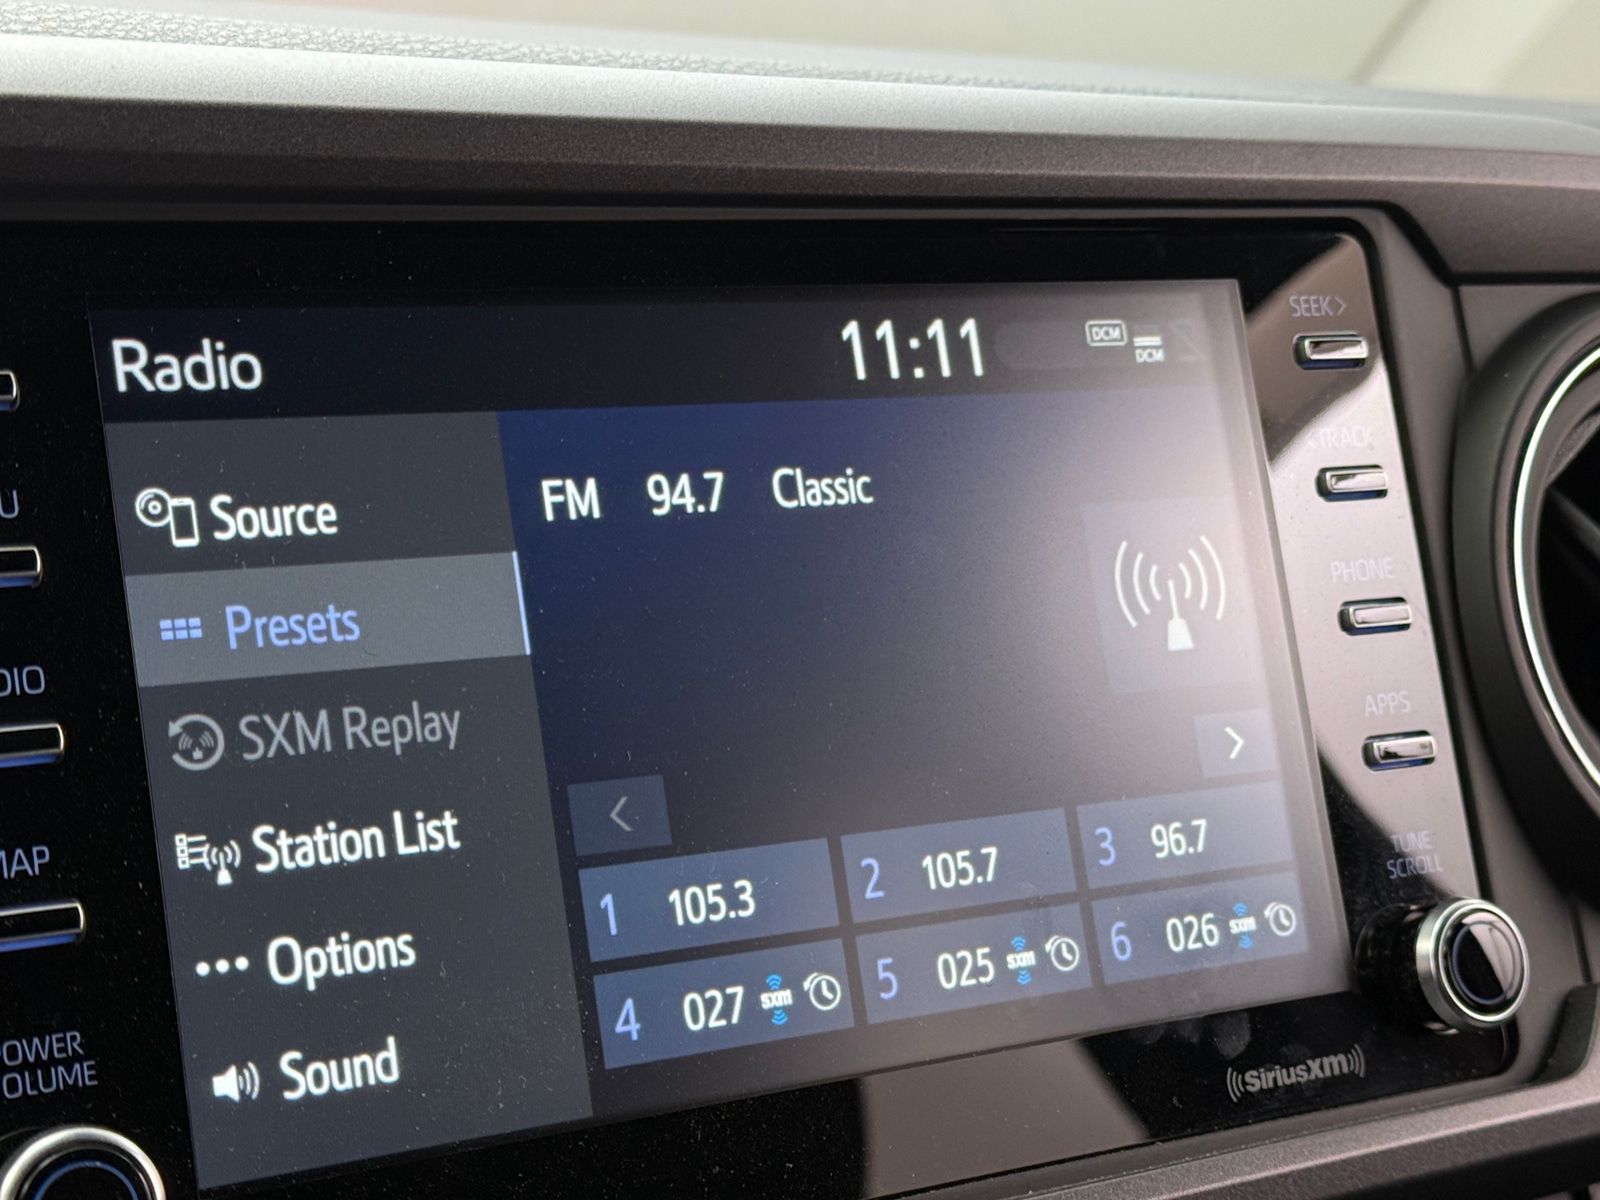 Radio
11:11
DCM
DCM
SEEK >
Source
FM 94.7 Classic
TRACK
Presets
PHONE
SXM Replay
APPS
Station List
TUNE
SCROLL
1 105.3
2 105.7
3 96.7
Options
4 027 sxm
5 025 sxm
6 026 sxm
Sound
((SiriusXM))
U
DIO
MAP
POWER
VOLUME